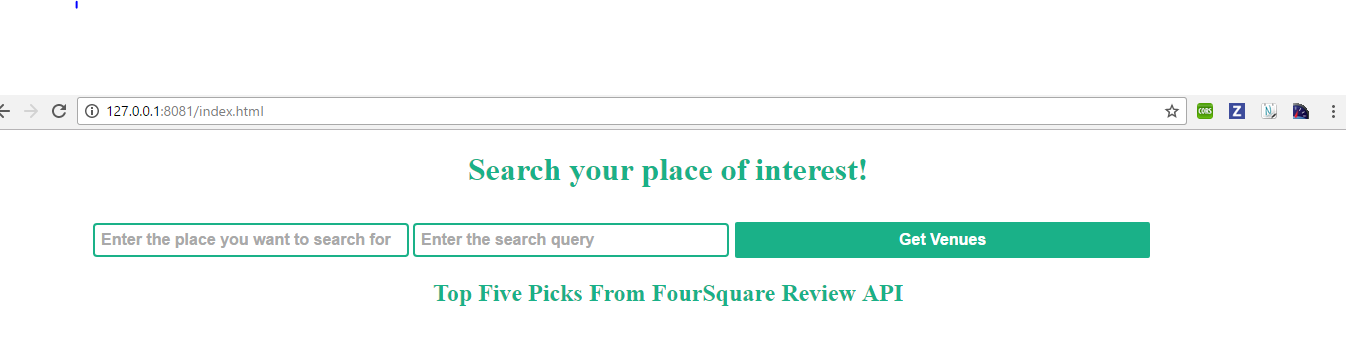 127.0.0.1:8081/index.html
CORS
Z
N
Search your place of interest!
Enter the place you want to search for
Enter the search query
Get Venues
Top Five Picks From FourSquare Review API